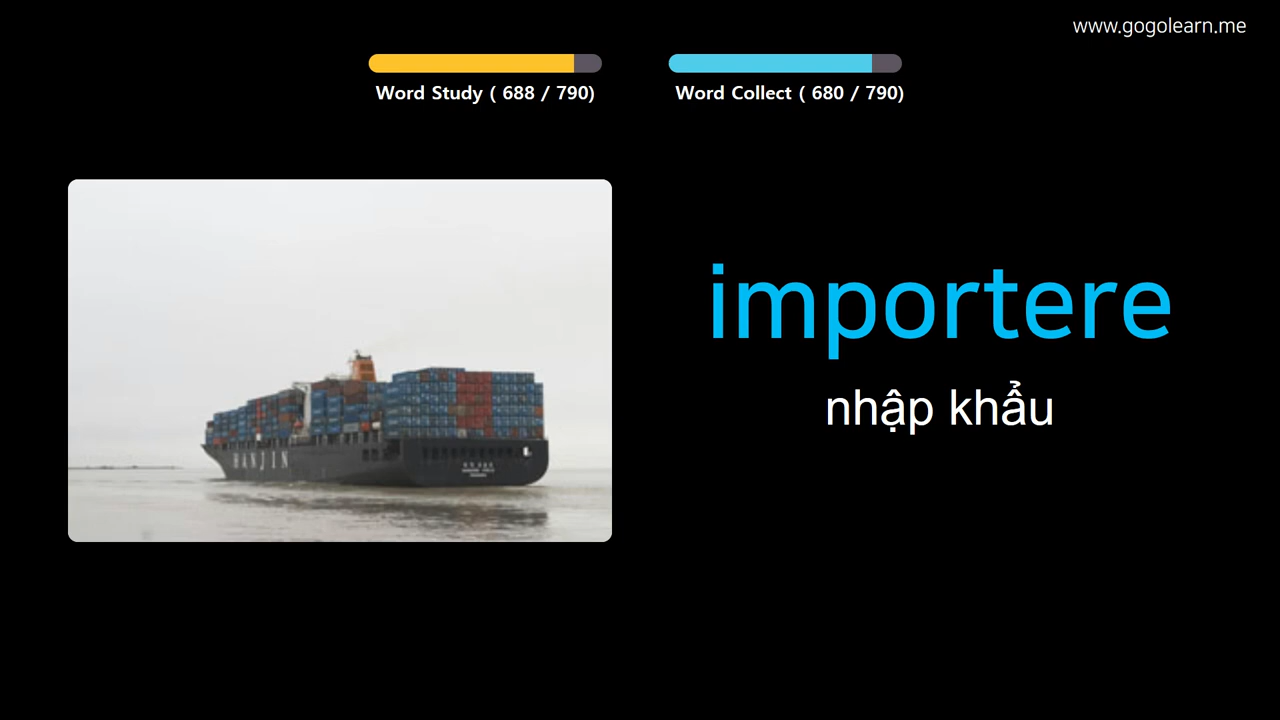 www.gogolearn.me
Word Study ( 688 / 790)
Word Collect ( 680 / 790)
importere
nhập khẩu
HANJIN